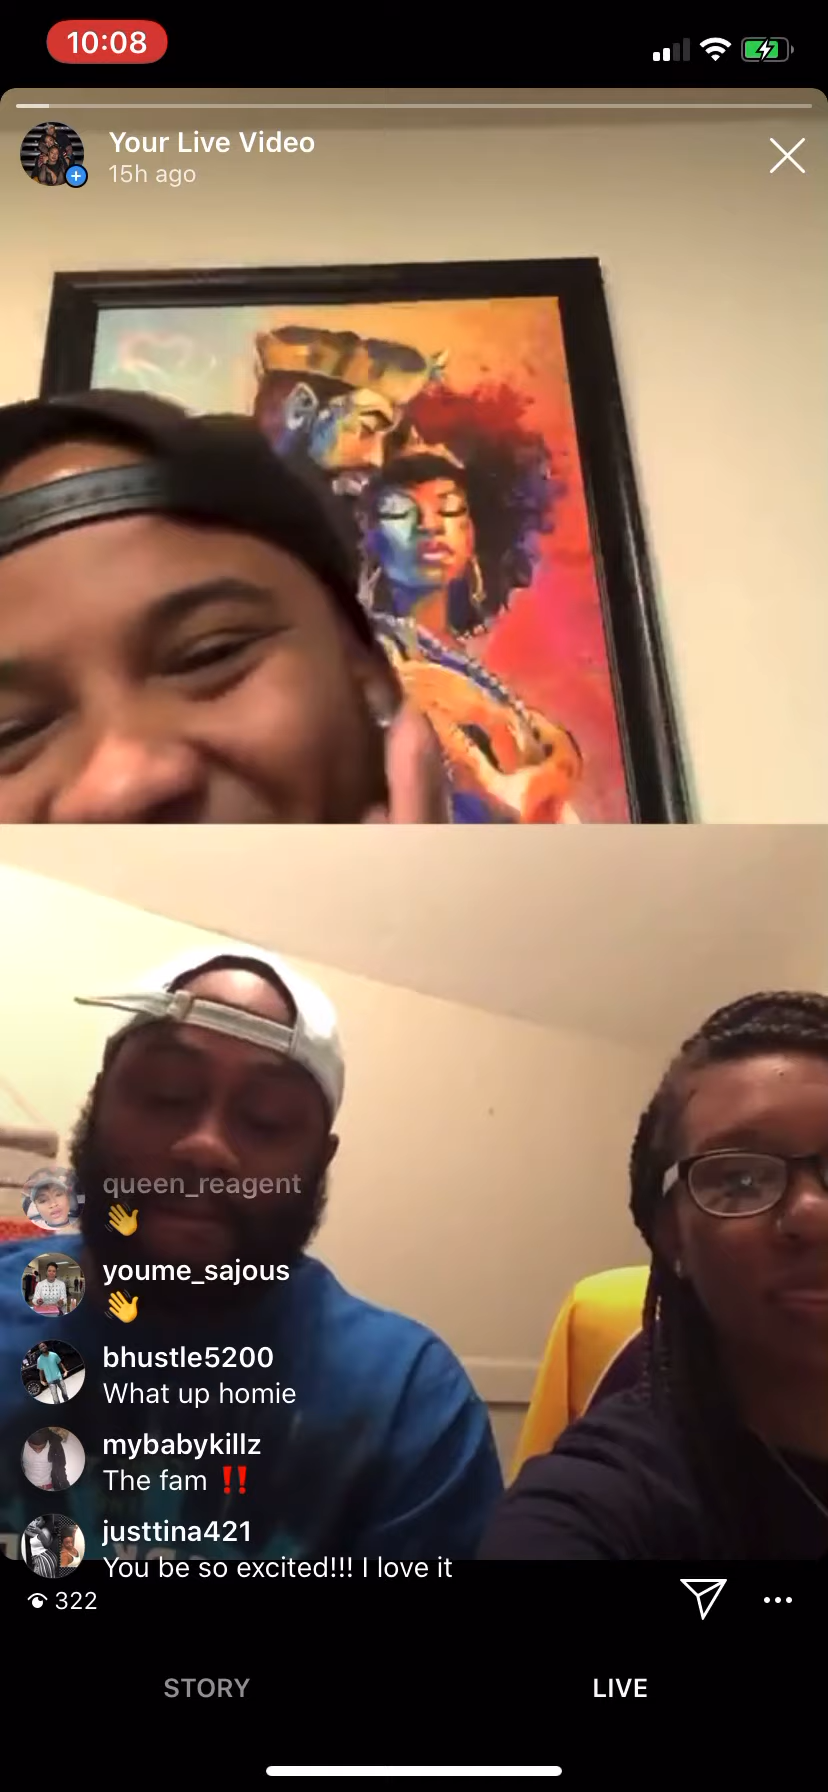 10:08
Your Live Video
15h ago
queen_reagent
👋
youme_sajous
👋
bhustle5200
What up homie
mybabykillz
The fam ‼️
justtina421
You be so excited!!! I love it
322
STORY
LIVE